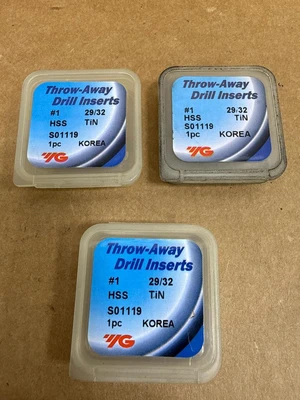 Throw-Away
Drill Inserts
#1 29/32
HSS TiN
S01119
1pc KOREA
YG
Throw-Away
Drill Inserts
#1 29/32
HSS TiN
S01119
1pc KOREA
YG
Throw-Away
Drill Inserts
#1 29/32
HSS TiN
S01119
1pc KOREA
YG